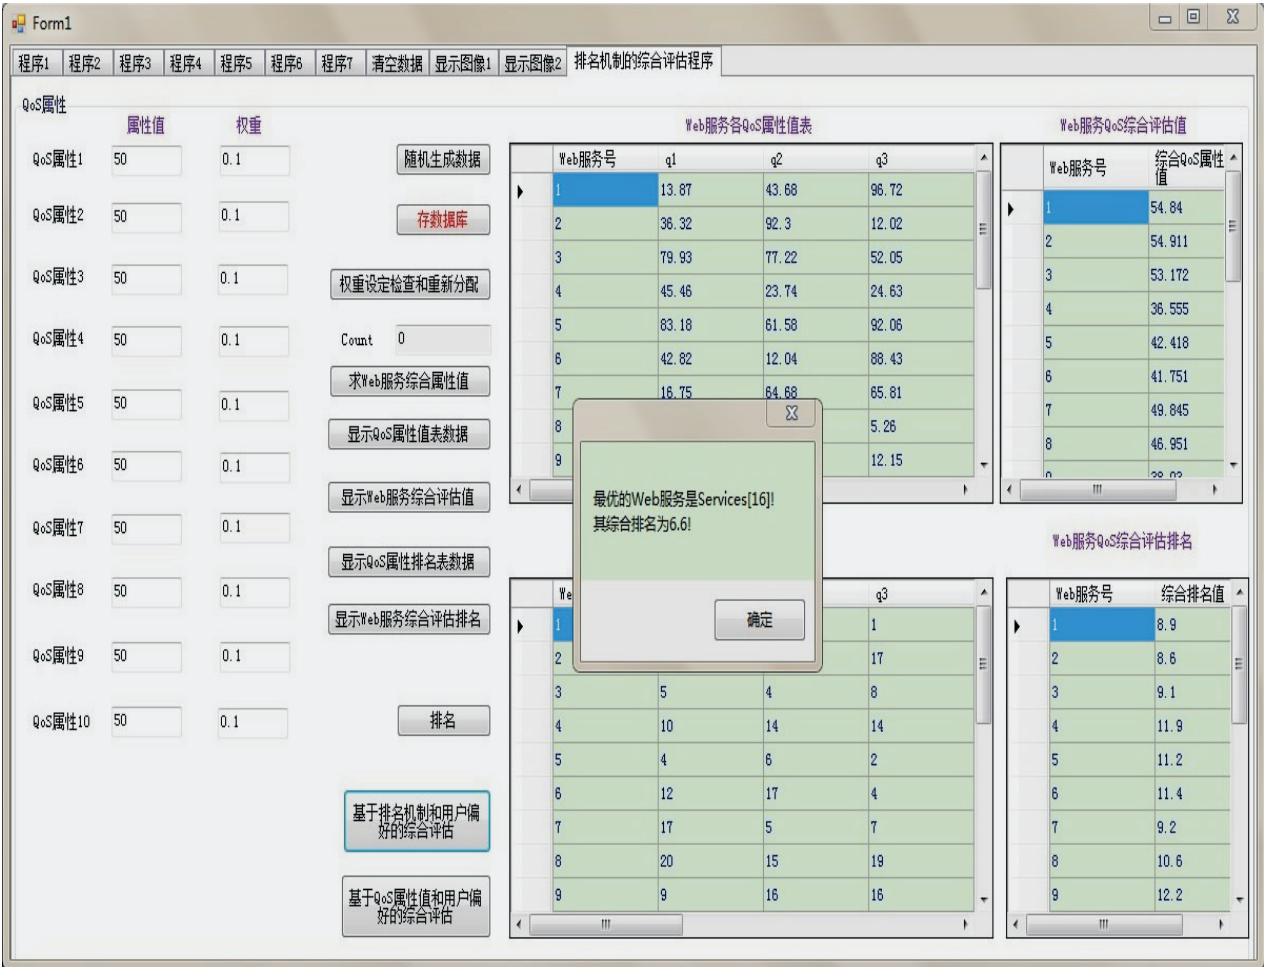 Form1
程序1 程序2 程序3 程序4 程序5 程序6 程序7 清空数据 显示图像1 显示图像2 排名机制的综合评估程序
QoS属性
属性值 权重
QoS属性1 50 0.1
QoS属性2 50 0.1
QoS属性3 50 0.1
QoS属性4 50 0.1
QoS属性5 50 0.1
QoS属性6 50 0.1
QoS属性7 50 0.1
QoS属性8 50 0.1
QoS属性9 50 0.1
QoS属性10 50 0.1
随机生成数据
存数据库
权重设定检查和重新分配
Count 0
求Web服务综合属性值
显示QoS属性值表数据
显示Web服务综合评估值
显示QoS属性排名表数据
显示Web服务综合评估排名
排名
基于排名机制和用户偏
好的综合评估
基于QoS属性值和用户偏
好的综合评估
Web服务各QoS属性值表
Web服务号 q1 q2 q3
1 13.87 43.68 96.72
2 36.32 92.3 12.02
3 79.93 77.22 52.05
4 45.46 23.74 24.63
5 83.18 61.58 92.06
6 42.82 12.04 88.43
7 16.75 64.68 65.81
8 5.26
9 12.15
Web服务QoS综合评估值
Web服务号 综合QoS属性
值
1 54.84
2 54.911
3 53.172
4 36.555
5 42.418
6 41.751
7 49.845
8 46.951
最优的Web服务是Services[16]!
其综合排名为6.6!
确定
q3
1 1
2 17
3 5 4 8
4 10 14 14
5 4 6 2
6 12 17 4
7 17 5 7
8 20 15 19
9 9 16 16
Web服务QoS综合评估排名
Web服务号 综合排名值
1 8.9
2 8.6
3 9.1
4 11.9
5 11.2
6 11.4
7 9.2
8 10.6
9 12.2